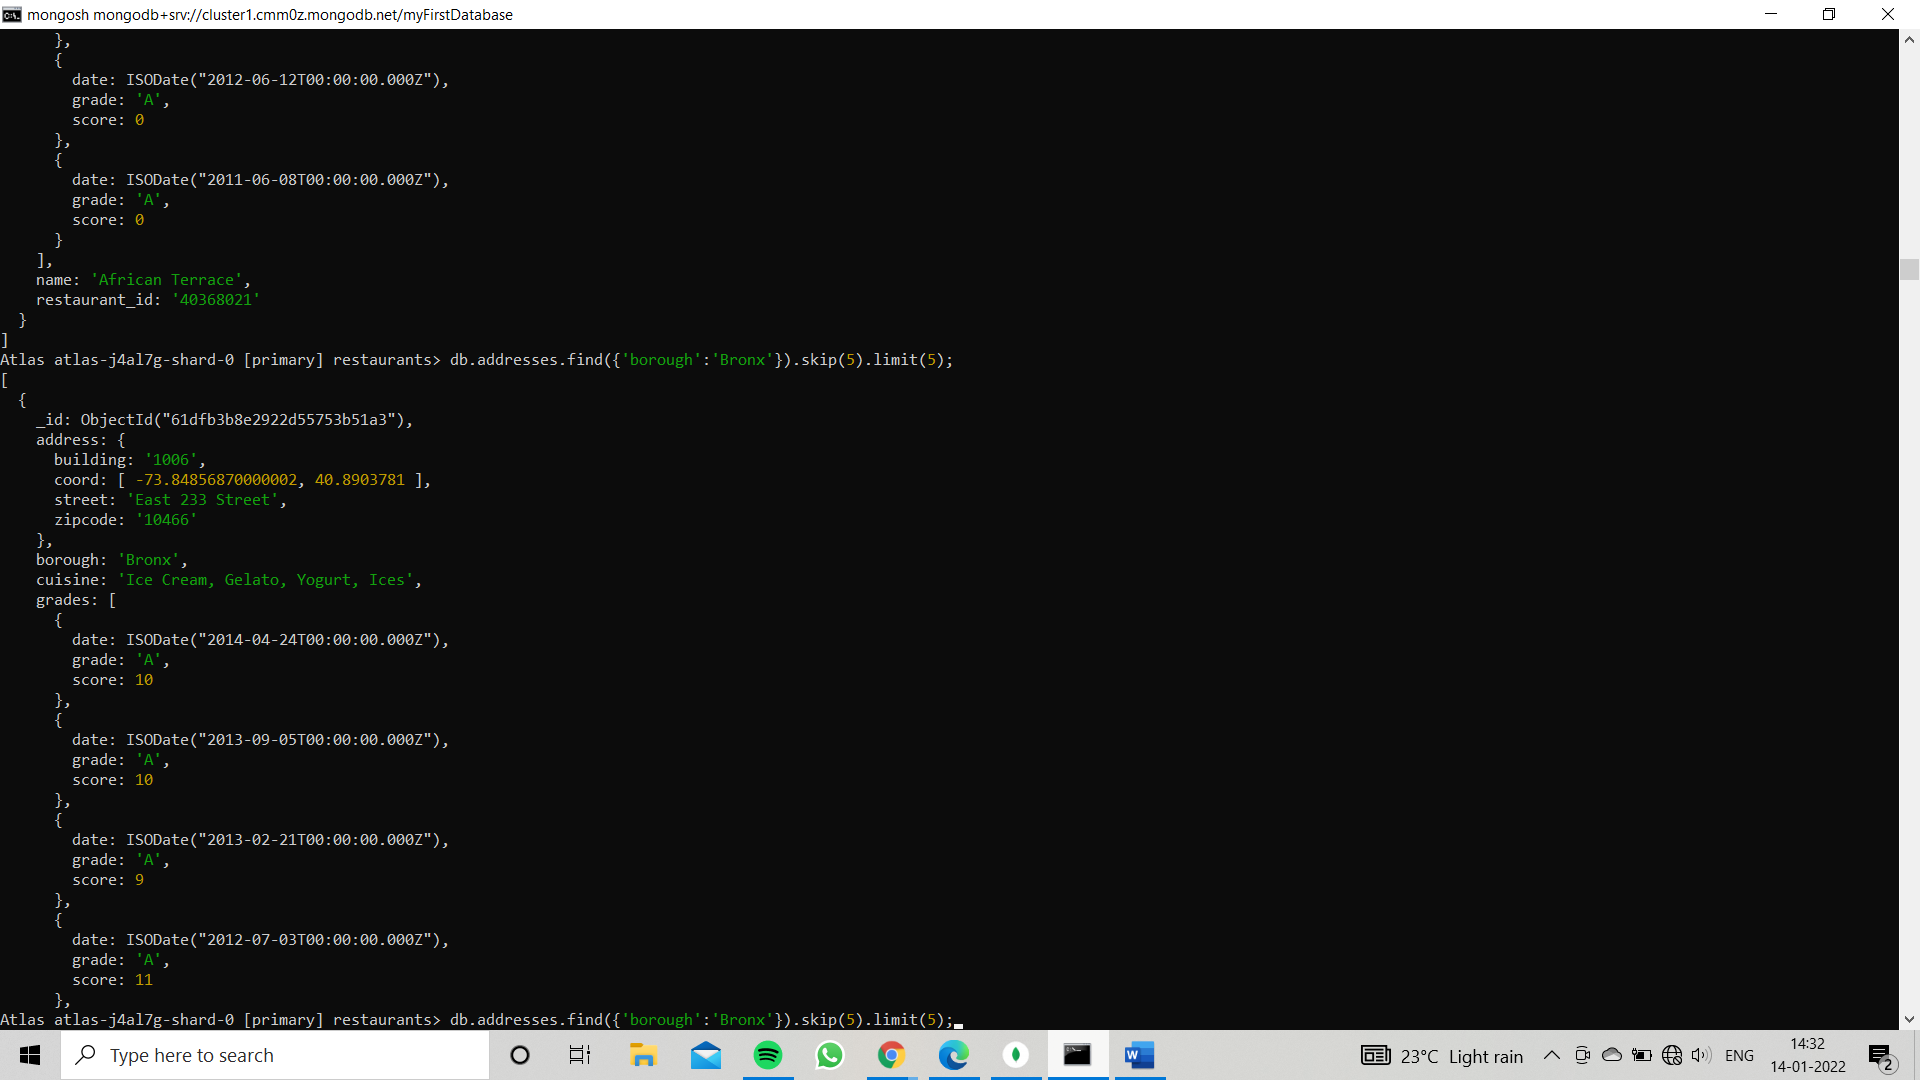 mongosh mongodb+srv://cluster1.cmm0z.mongodb.net/myFirstDatabase
    },
    {
      date: ISODate("2012-06-12T00:00:00.000Z"),
      grade: 'A',
      score: 0
    },
    {
      date: ISODate("2011-06-08T00:00:00.000Z"),
      grade: 'A',
      score: 0
    }
  ],
  name: 'African Terrace',
  restaurant_id: '40368021'
 }
]
Atlas atlas-j4al7g-shard-0 [primary] restaurants> db.addresses.find({'borough':'Bronx'}).skip(5).limit(5);
[
  {
    _id: ObjectId("61dfb3b8e2922d55753b51a3"),
    address: {
      building: '1006',
      coord: [ -73.84856870000002, 40.8903781 ],
      street: 'East 233 Street',
      zipcode: '10466'
    },
    borough: 'Bronx',
    cuisine: 'Ice Cream, Gelato, Yogurt, Ices',
    grades: [
      {
        date: ISODate("2014-04-24T00:00:00.000Z"),
        grade: 'A',
        score: 10
      },
      {
        date: ISODate("2013-09-05T00:00:00.000Z"),
        grade: 'A',
        score: 10
      },
      {
        date: ISODate("2013-02-21T00:00:00.000Z"),
        grade: 'A',
        score: 9
      },
      {
        date: ISODate("2012-07-03T00:00:00.000Z"),
        grade: 'A',
        score: 11
      },
Atlas atlas-j4al7g-shard-0 [primary] restaurants> db.addresses.find({'borough':'Bronx'}).skip(5).limit(5);
Type here to search
23°C Light rain
ENG
14:32
14-01-2022
2